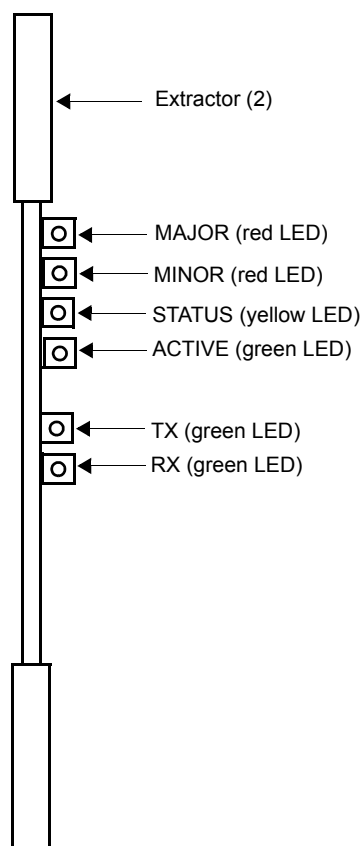 Extractor (2)
MAJOR (red LED)
MINOR (red LED)
STATUS (yellow LED)
ACTIVE (green LED)
TX (green LED)
RX (green LED)